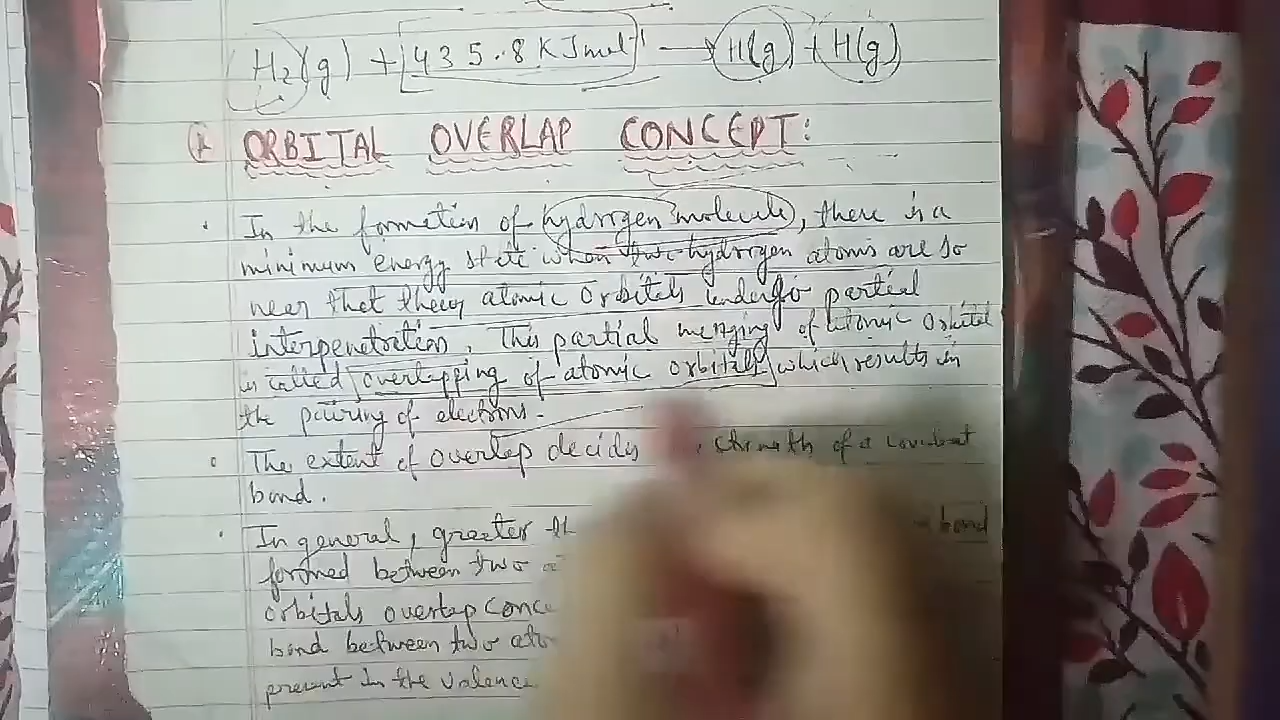 H₂(g) + 435.8 KJ mol⁻¹ → H(g) + H(g)
ORBITAL OVERLAP CONCEPT:
In the formation of hydrogen molecule, there is a
minimum energy state when two hydrogen atoms are so
near that their atomic orbitals undergo partial
interpenetration. This partial merging of atomic orbital
is called overlapping of atomic orbitals which results in
the pairing of electrons.
The extent of overlap decides strength of a covalent
bond.
In general, greater bond
formed between two
orbitals overlap
bond between two
present in the valence